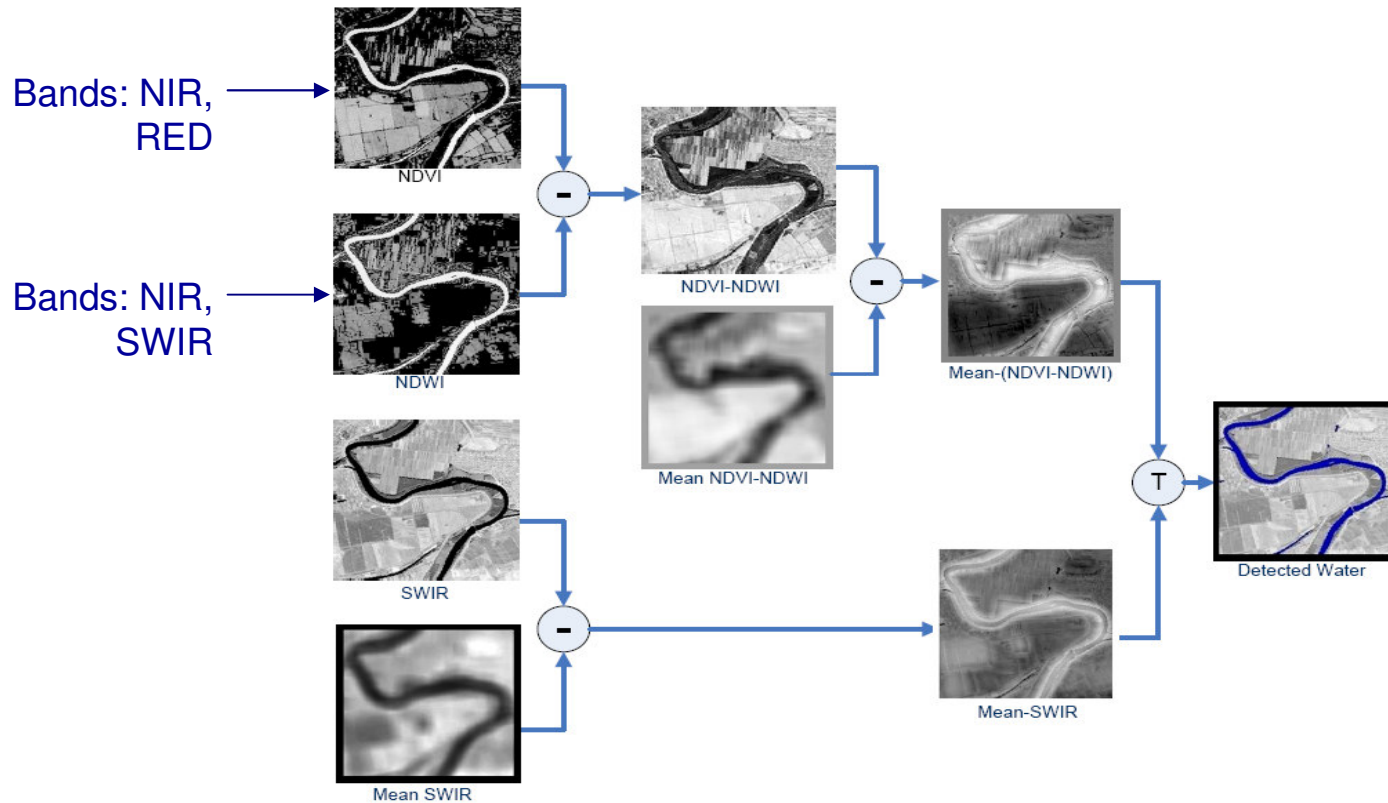 Bands: NIR,
RED
NDVI
-
NDVI-NDWI
Bands: NIR,
SWIR
NDWI
-
Mean-(NDVI-NDWI)
Mean NDVI-NDWI
SWIR
T
Detected Water
-
Mean-SWIR
Mean SWIR